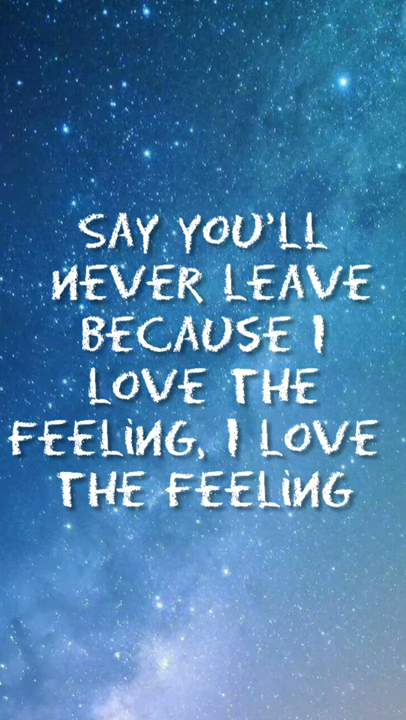 SAY YOU'LL
NEVER LEAVE
BECAUSE I
LOVE THE
FEELiNG, I LOVE
THE FEELiNG